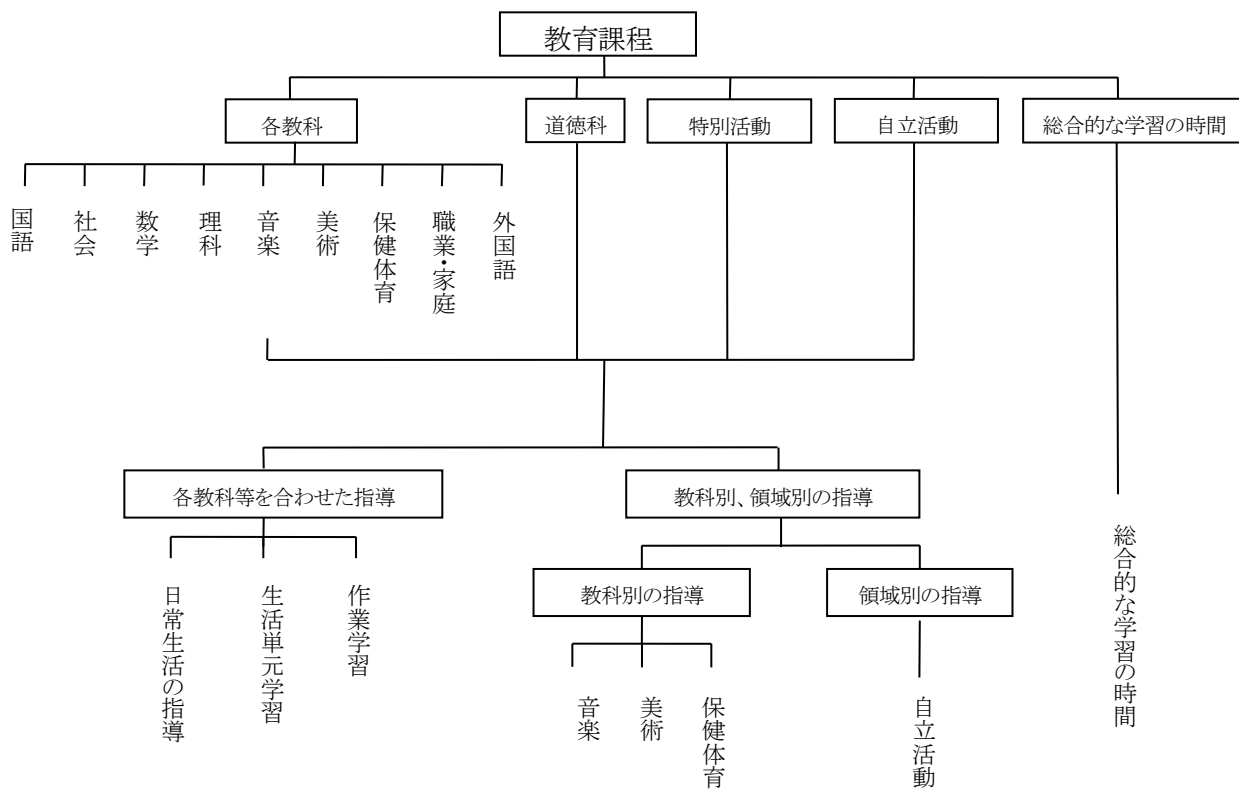 教育課程
各教科
道徳科
特別活動
自立活動
総合的な学習の時間
国語
社会
数学
理科
音楽
美術
保健体育
職業・家庭
外国語
各教科等を合わせた指導
教科別、領域別の指導
日常生活の指導
生活単元学習
作業学習
教科別の指導
領域別の指導
音楽
美術
保健体育
自立活動
総合的な学習の時間